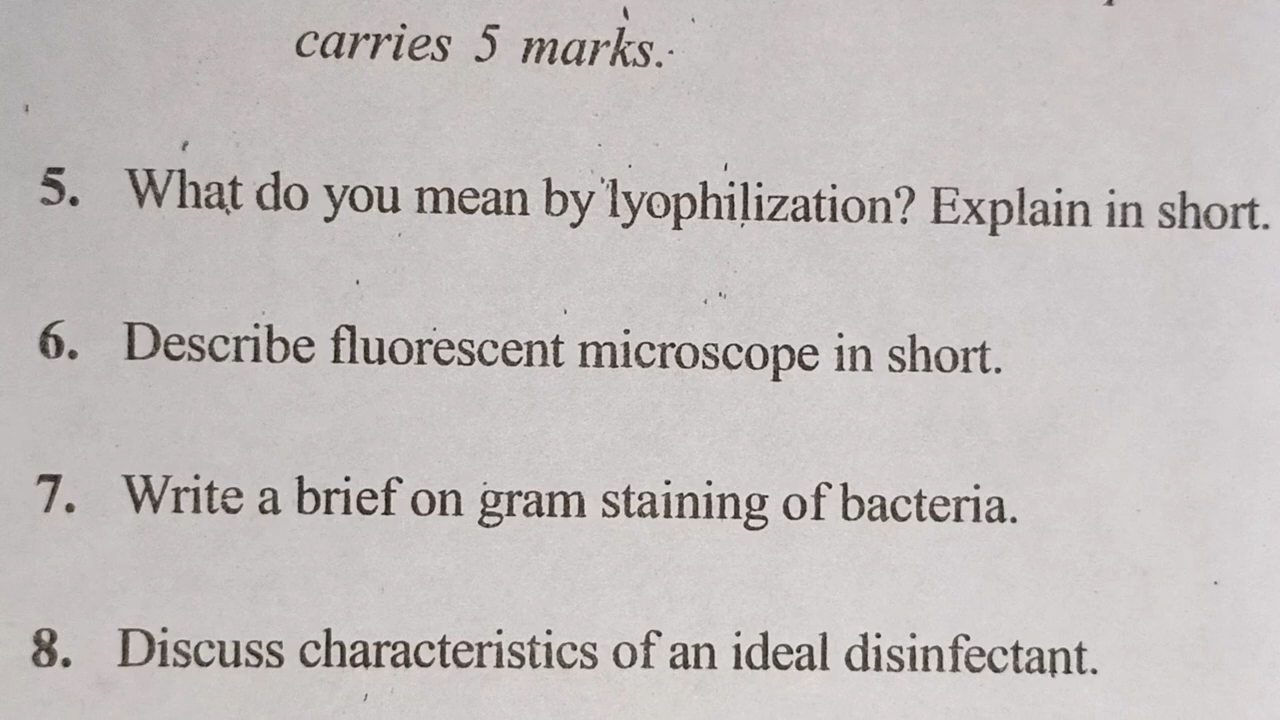 carries 5 marks.
5. What do you mean by lyophilization? Explain in short.
6. Describe fluorescent microscope in short.
7. Write a brief on gram staining of bacteria.
8. Discuss characteristics of an ideal disinfectant.